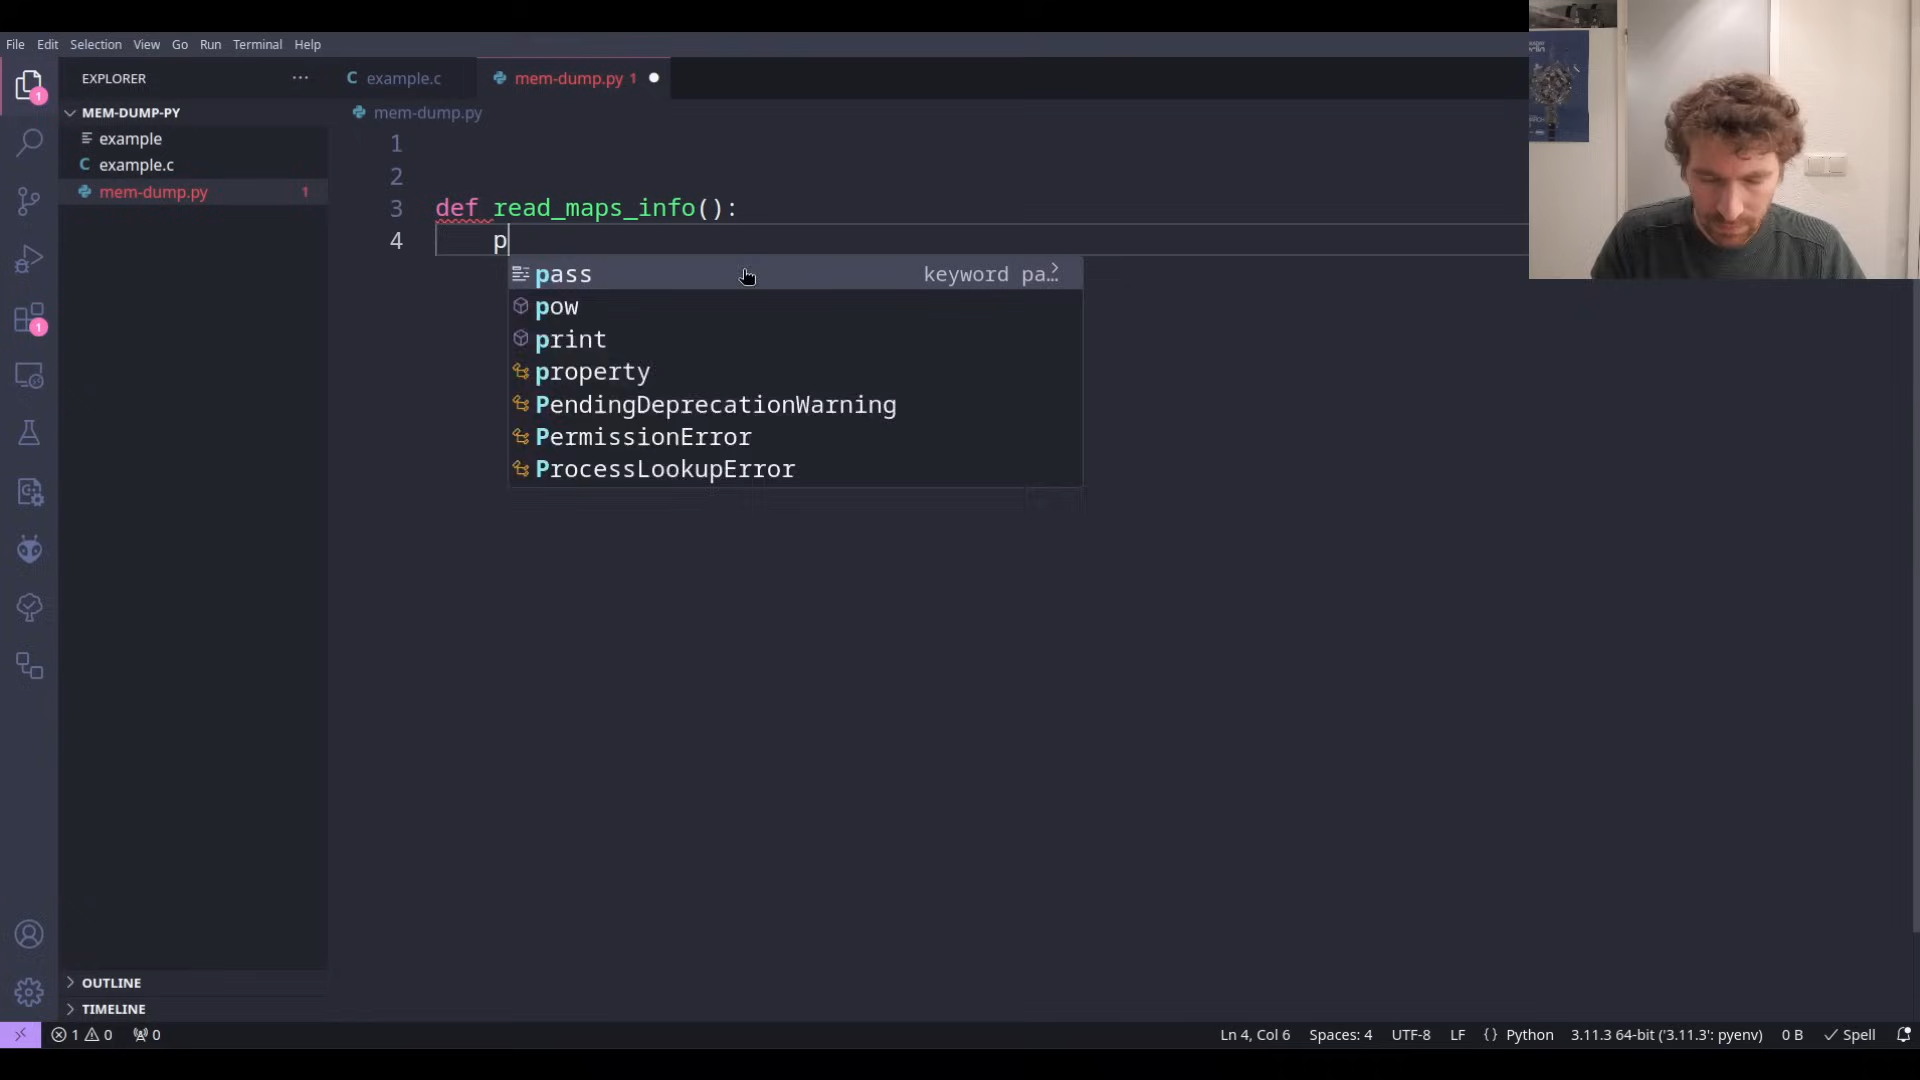 File Edit Selection View Go Run Terminal Help
EXPLORER ···
MEM-DUMP-PY
example
example.c
mem-dump.py 1
OUTLINE
TIMELINE
1
1
example.c mem-dump.py 1
mem-dump.py
1
2
3 def read_maps_info():
4 p
pass keyword pa…
pow
print
property
PendingDeprecationWarning
PermissionError
ProcessLookupError
1 0 0 Ln 4, Col 6 Spaces: 4 UTF-8 LF {} Python 3.11.3 64-bit ('3.11.3': pyenv) 0 B Spell